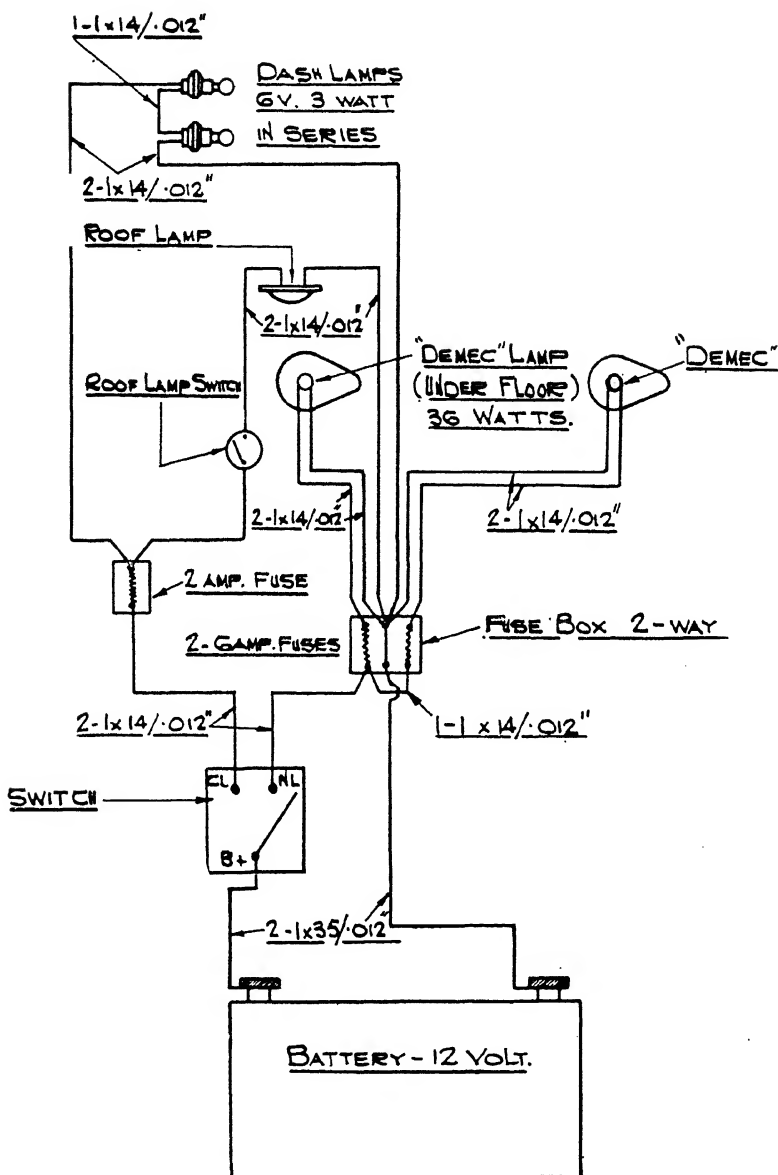 1-1x14/.012"
DASH LAMPS
6V. 3 WATT
IN SERIES
2-1x14/.012"
ROOF LAMP
2-1x14/.012"
"DEMEC" LAMP
(UNDER FLOOR)
36 WATTS.
"DEMEC"
ROOF LAMP SWITCH
2-1x14/.012"
2-1x14/.012"
2 AMP. FUSE
2-6AMP. FUSES
FUSE BOX 2-WAY
2-1x14/.012"
1-1x14/.012"
SWITCH
CL
NL
B+
2-1x35/.012"
BATTERY-12 VOLT.